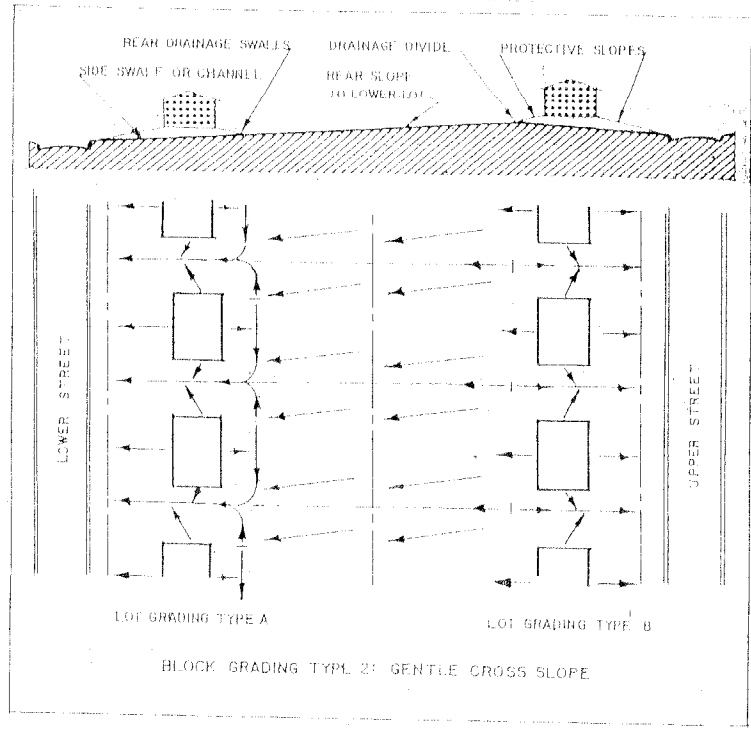 REAR DRAINAGE SWALES
DRAINAGE DIVIDE
PROTECTIVE SLOPES
SIDE SWALE OR CHANNEL
REAR SLOPE
TO LOWER LOT
LOWER STREET
UPPER STREET
LOT GRADING TYPE A
LOT GRADING TYPE B
BLOCK GRADING TYPE 2: GENTLE CROSS SLOPE